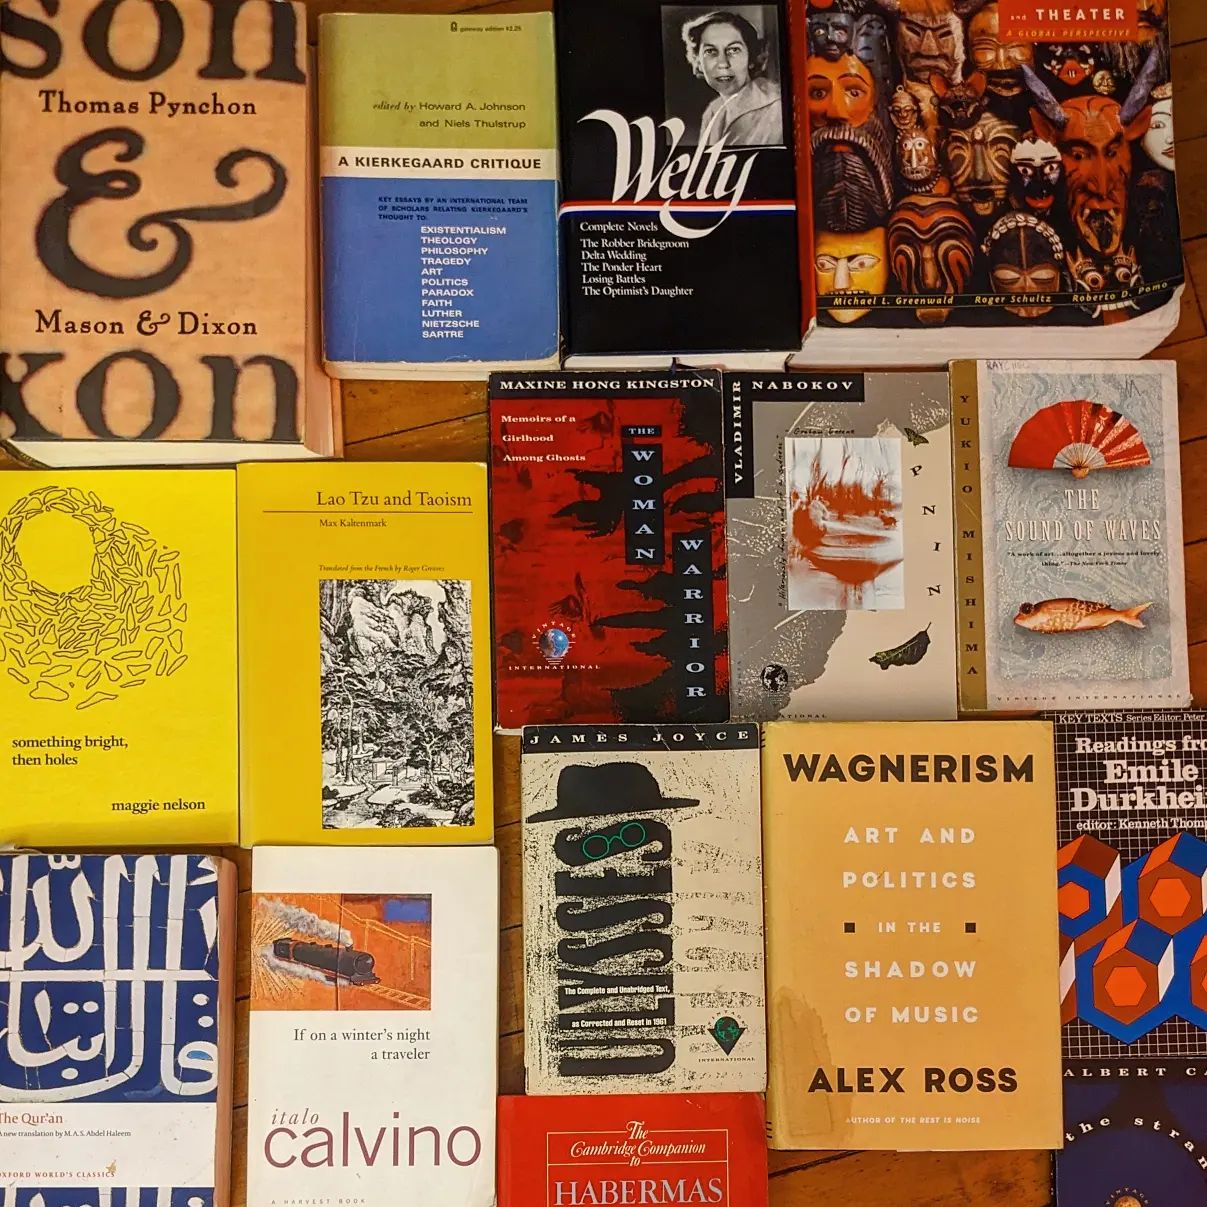 son
Thomas Pynchon
&
Mason & Dixon
xon
gateway edition $2.25
edited by Howard A. Johnson
and Niels Thulstrup
A KIERKEGAARD CRITIQUE
KEY ESSAYS BY AN INTERNATIONAL TEAM
OF SCHOLARS RELATING KIERKEGAARD'S
THOUGHT TO:
EXISTENTIALISM
THEOLOGY
PHILOSOPHY
TRAGEDY
ART
POLITICS
PARADOX
FAITH
LUTHER
NIETZSCHE
SARTRE
Welty
Complete Novels
The Robber Bridegroom
Delta Wedding
The Ponder Heart
Losing Battles
The Optimist's Daughter
and THEATER
A GLOBAL PERSPECTIVE
Michael L. Greenwald Roger Schultz Roberto D. Pomo
something bright,
then holes
maggie nelson
Lao Tzu and Taoism
Max Kaltenmark
Translated from the French by Roger Greaves
MAXINE HONG KINGSTON
Memoirs of a
Girlhood
Among Ghosts
THE
WOMAN
WARRIOR
VINTAGE
INTERNATIONAL
VLADIMIR
NABOKOV
PNIN
YUKIO MISHIMA
THE
SOUND OF WAVES
"A work of art...altogether a joyous and lovely
thing." —The New York Times
VINTAGE INTERNATIONAL
The Qur'an
A new translation by M.A.S. Abdel Haleem
OXFORD WORLD'S CLASSICS
If on a winter's night
a traveler
italo
calvino
A HARVEST BOOK
JAMES JOYCE
ULYSSES
The Complete and Unabridged Text,
as Corrected and Reset in 1961
VINTAGE
INTERNATIONAL
WAGNERISM
ART AND
POLITICS
IN THE
SHADOW
OF MUSIC
ALEX ROSS
AUTHOR OF THE REST IS NOISE
KEY TEXTS Series Editor: Peter
Readings fro
Emile
Durkhei
editor: Kenneth Thomp
The
Cambridge Companion
to
HABERMAS
ALBERT CA
the stran
VINTAGE